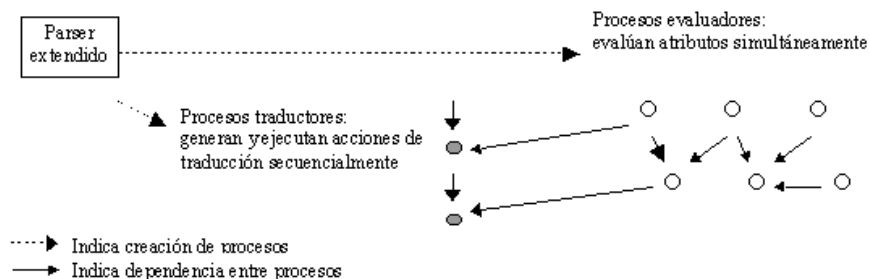 Parser
extendido
Procesos evaluadores:
evalúan atributos simultáneamente
Procesos traductores:
generan y ejecutan acciones de
traducción secuencialmente
Indica creación de procesos
Indica dependencia entre procesos